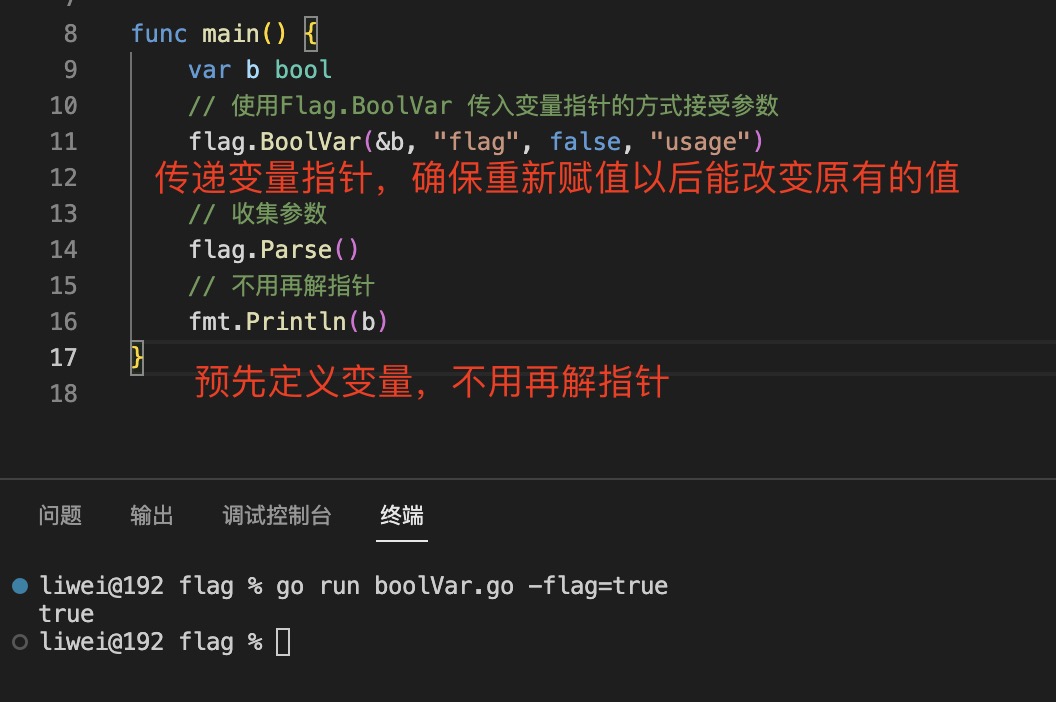 8 func main() {
9 var b bool
10 // 使用Flag.BoolVar 传入变量指针的方式接受参数
11 flag.BoolVar(&b, "flag", false, "usage")
12 传递变量指针，确保重新赋值以后能改变原有的值
13 // 收集参数
14 flag.Parse()
15 // 不用再解指针
16 fmt.Println(b)
17 }
预先定义变量，不用再解指针
18
问题 输出 调试控制台 终端
liwei@192 flag % go run boolVar.go -flag=true
true
liwei@192 flag %